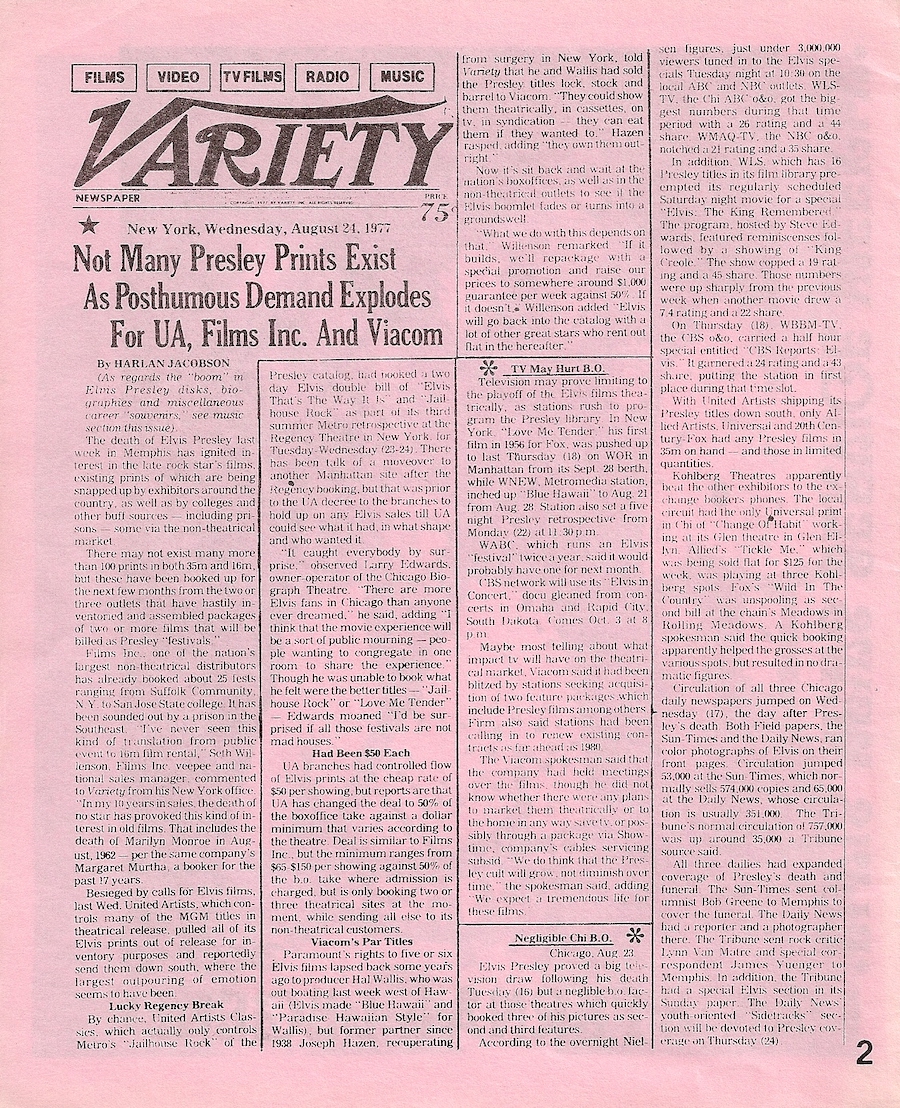 FILMS
VIDEO
TV FILMS
RADIO
MUSIC
VARIETY
NEWSPAPER
PRICE
75¢
New York, Wednesday, August 24, 1977
Not Many Presley Prints Exist
As Posthumous Demand Explodes
For UA, Films Inc. And Viacom
By HARLAN JACOBSON
(As regards the "boom" in
Elvis Presley disks, bio-
graphies and miscellaneous
career "souvenirs," see music
section this issue).
The death of Elvis Presley last
week in Memphis has ignited in-
terest in the late rock star's films,
existing prints of which are being
snapped up by exhibitors around the
country, as well as by colleges and
other buff sources — including pri-
sons — some via the non-theatrical
market.
There may not exist many more
than 100 prints in both 35m and 16m,
but these have been booked up for
the next few months from the two or
three outlets that have hastily in-
ventoried and assembled packages
of two or more films that will be
billed as Presley "festivals."
Films Inc., one of the nation's
largest non-theatrical distributors
has already booked about 25 fests
ranging from Suffolk Community,
N.Y. to San Jose State college. It has
been sounded out by a prison in the
Southeast. "I've never seen this
kind of translation from public
event to 16m film rental," Seth Wil-
lenson, Films Inc. veepee and na-
tional sales manager, commented
to Variety from his New York office.
"In my 10 years in sales, the death of
no star has provoked this kind of in-
terest in old films. That includes the
death of Marilyn Monroe in Aug-
ust, 1962 — per the same company's
Margaret Murtha, a booker for the
past 17 years.
Besieged by calls for Elvis films,
last Wed. United Artists, which con-
trols many of the MGM titles in
theatrical release, pulled all of its
Elvis prints out of release for in-
ventory purposes and reportedly
send them down south, where the
largest outpouring of emotion
seems to have been.
Lucky Regency Break
By chance, United Artists Clas-
sics, which actually only controls
Metro's "Jailhouse Rock" of the
Presley catalog, had booked a two
day Elvis double bill of "Elvis
That's The Way It Is" and "Jail-
house Rock" as part of its third
summer Metro retrospective at the
Regency Theatre in New York, for
Tuesday-Wednesday (23-24). There
has been talk of a moveover to
another Manhattan site after the
Regency booking, but that was prior
to the UA decree to the branches to
hold up on any Elvis sales till UA
could see what it had, in what shape
and who wanted it.
"It caught everybody by sur-
prise," observed Larry Edwards,
owner-operator of the Chicago Bio-
graph Theatre. "There are more
Elvis fans in Chicago than anyone
ever dreamed," he said, adding "I
think that the movie experience will
be a sort of public mourning — peo-
ple wanting to congregate in one
room to share the experience."
Though he was unable to book what
he felt were the better titles — "Jail-
house Rock" or "Love Me Tender"
— Edwards moaned "I'd be sur-
prised if all those festivals are not
mad houses."
Had Been $50 Each
UA branches had controlled flow
of Elvis prints at the cheap rate of
$50 per showing, but reports are that
UA has changed the deal to 50% of
the boxoffice take against a dollar
minimum that varies according to
the theatre. Deal is similar to Films
Inc., but the minimum ranges from
$65-$150 per showing against 50% of
the b.o. take where admission is
charged, but is only booking two or
three theatrical sites at the mo-
ment, while sending all else to its
non-theatrical customers.
Viacom's Par Titles
Paramount's rights to five or six
Elvis films lapsed back some years
ago to producer Hal Wallis, who was
out boating last week west of Haw-
aii (Elvis made "Blue Hawaii" and
"Paradise Hawaiian Style" for
Wallis), but former partner since
1938 Joseph Hazen, recuperating
from surgery in New York, told
Variety that he and Wallis had sold
the Presley titles lock, stock and
barrel to Viacom. "They could show
them theatrically, in cassettes, on
tv, in syndication — they can eat
them if they wanted to." Hazen
rasped, adding "they own them out-
right."
Now it's sit back and wait at the
nation's boxoffices, as well as in the
non-theatrical outlets to see if the
Elvis boomlet fades or turns into a
groundswell.
"What we do with this depends on
that," Willenson remarked "If it
builds, we'll repackage with a
special promotion and raise our
prices to somewhere around $1,000
guarantee per week against 50%. If
it doesn't," Willenson added "Elvis
will go back into the catalog with a
lot of other great stars who rent out
flat in the hereafter."
* TV May Hurt B.O.
Television may prove limiting to
the playoff of the Elvis films thea-
trically, as stations rush to pro-
gram the Presley library. In New
York, "Love Me Tender," his first
film in 1956 for Fox, was pushed up
to last Thursday (18) on WOR in
Manhattan from its Sept. 28 berth,
while WNEW, Metromedia station,
inched up "Blue Hawaii" to Aug. 21
from Aug. 28. Station also set a five
night Presley retrospective from
Monday (22) at 11:30 p.m.
WABC, which runs an Elvis
"festival" twice a year, said it would
probably have one for next month.
CBS network will use its "Elvis in
Concert," docu gleaned from con-
certs in Omaha and Rapid City,
South Dakota. Comes Oct. 3 at 8
p.m.
Maybe most telling about what
impact tv will have on the theatri-
cal market, Viacom said it had been
blitzed by stations seeking acquisi-
tion of two feature packages which
include Presley films among others.
Firm also said stations had been
calling in to renew existing con-
tracts as far ahead as 1980.
The Viacom spokesman said that
the company had held meetings
over the films, though he did not
know whether there were any plans
to market them theatrically or to
the home in any way save tv, or pos-
sibly through a package via Show-
time, company's cables servicing
subsid. "We do think that the Pres-
ley cult will grow, not diminish over
time," the spokesman said, adding
"We expect a tremendous life for
these films."
Negligible Chi B.O. *
Chicago, Aug. 23
Elvis Presley proved a big tele-
vision draw following his death
Tuesday (16) but a negligible b.o. fac-
tor at those theatres which quickly
booked three of his pictures as sec-
ond and third features.
According to the overnight Niel-
sen figures, just under 3,000,000
viewers tuned in to the Elvis spe-
cials Tuesday night at 10:30 on the
local ABC and NBC outlets. WLS-
TV, the Chi ABC o&o, got the big-
gest numbers during that time
period with a 26 rating and a 44
share. WMAQ-TV, the NBC o&o,
notched a 21 rating and a 35 share.
In addition, WLS, which has 16
Presley titles in its film library pre-
empted its regularly scheduled
Saturday night movie for a special
"Elvis: The King Remembered."
The program, hosted by Steve Ed-
wards, featured reminiscenses fol-
lowed by a showing of "King
Creole." The show copped a 19 rat-
ing and a 45 share. Those numbers
were up sharply from the previous
week when another movie drew a
7.4 rating and a 22 share.
On Thursday (18), WBBM-TV,
the CBS o&o, carried a half hour
special entitled "CBS Reports: El-
vis." It garnered a 24 rating and a 43
share, putting the station in first
place during that time slot.
With United Artists shipping its
Presley titles down south, only Al-
lied Artists, Universal and 20th Cen-
tury-Fox had any Presley films in
35m on hand — and those in limited
quantities.
Kohlberg Theatres apparently
beat the other exhibitors to the ex-
change bookers phones. The local
circuit had the only Universal print
in Chi of "Change Of Habit" work-
ing at its Glen theatre in Glen El-
lyn. Allied's "Tickle Me," which
was being sold flat for $125 for the
week, was playing at three Kohl-
berg spots. Fox's "Wild In The
Country" was unspooling as sec-
ond bill at the chain's Meadows in
Rolling Meadows. A Kohlberg
spokesman said the quick booking
apparently helped the grosses at the
various spots, but resulted in no dra-
matic figures.
Circulation of all three Chicago
daily newspapers jumped on Wed-
nesday (17), the day after Pres-
ley's death. Both Field papers, the
Sun-Times and the Daily News, ran
color photographs of Elvis on their
front pages. Circulation jumped
53,000 at the Sun-Times, which nor-
mally sells 574,000 copies and 65,000
at the Daily News, whose circula-
tion is usually 351,000. The Tri-
bune's normal circulation of 757,000
was up around 35,000 a Tribune
source said.
All three dailies had expanded
coverage of Presley's death and
funeral. The Sun-Times sent col-
umnist Bob Greene to Memphis to
cover the funeral. The Daily News
had a reporter and a photographer
there. The Tribune sent rock critic
Lynn Van Matre and special cor-
respondent James Yuenger to
Memphis. In addition, the Tribune
had a special Elvis section in its
Sunday paper. The Daily News'
youth-oriented "Sidetracks" sec-
tion will be devoted to Presley cov-
erage on Thursday (24).
2